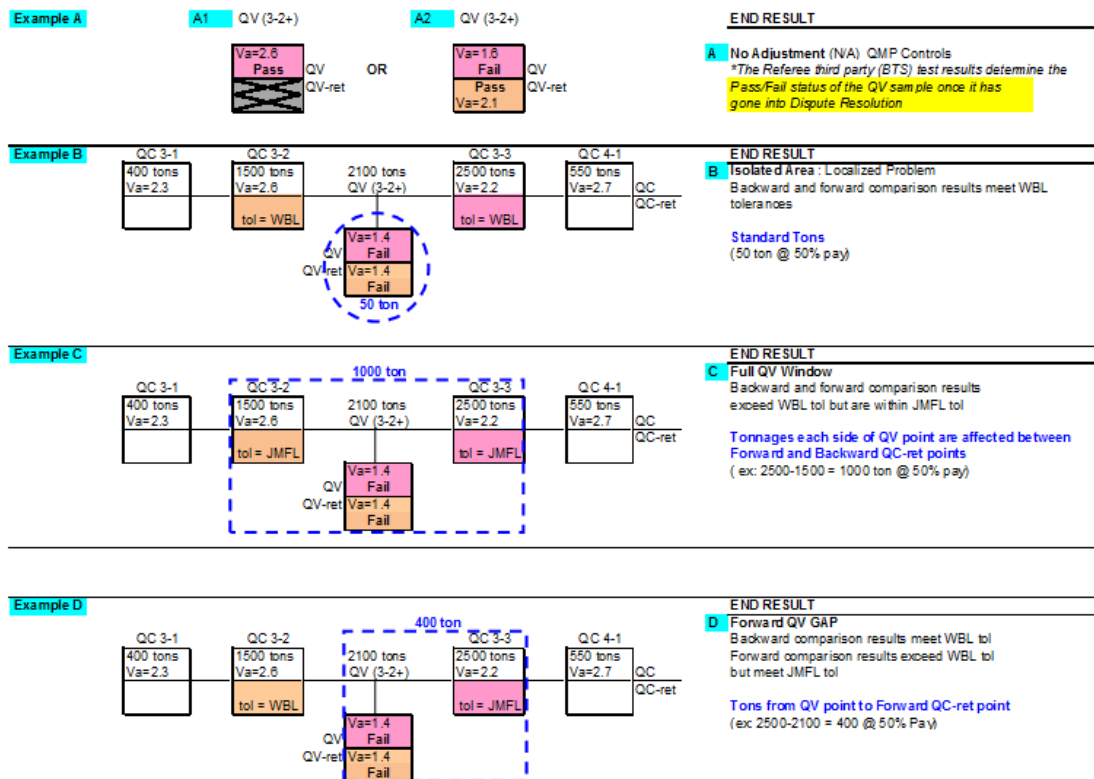 Example A
A1 QV (3-2+)
A2 QV (3-2+)
END RESULT
Va=2.6
Pass
QV
QV-ret
OR
Va=1.6
Fail
QV
Pass
QV-ret
Va=2.1
A No Adjustment (N/A) QMP Controls
*The Referee third party (BTS) test results determine the
Pass/Fail status of the QV sample once it has
gone into Dispute Resolution
Example B
QC 3-1
QC 3-2
QC 3-3
QC 4-1
END RESULT
400 tons
Va=2.3
1500 tons
Va=2.6
tol = WBL
2100 tons
QV (3-2+)
2500 tons
Va=2.2
tol = WBL
550 tons
Va=2.7
QC
QC-ret
Va=1.4
QV Fail
QV-ret Va=1.4
Fail
50 ton
B Isolated Area : Localized Problem
Backward and forward comparison results meet WBL
tolerances
Standard Tons
(50 ton @ 50% pay)
Example C
END RESULT
1000 ton
QC 3-1
QC 3-2
QC 3-3
QC 4-1
400 tons
Va=2.3
1500 tons
Va=2.6
tol = JMFL
2100 tons
QV (3-2+)
2500 tons
Va=2.2
tol = JMFL
550 tons
Va=2.7
QC
QC-ret
Va=1.4
QV Fail
QV-ret Va=1.4
Fail
C Full QV Window
Backward and forward comparison results
exceed WBL tol but are within JMFL tol
Tonnages each side of QV point are affected between
Forward and Backward QC-ret points
( ex: 2500-1500 = 1000 ton @ 50% pay)
Example D
END RESULT
400 ton
QC 3-1
QC 3-2
QC 3-3
QC 4-1
400 tons
Va=2.3
1500 tons
Va=2.6
tol = WBL
2100 tons
QV (3-2+)
2500 tons
Va=2.2
tol = JMFL
550 tons
Va=2.7
QC
QC-ret
Va=1.4
QV Fail
QV-ret Va=1.4
Fail
D Forward QV GAP
Backward comparison results meet WBL tol
Forward comparison results exceed WBL tol
but meet JMFL tol
Tons from QV point to Forward QC-ret point
(ex: 2500-2100 = 400 @ 50% Pay)